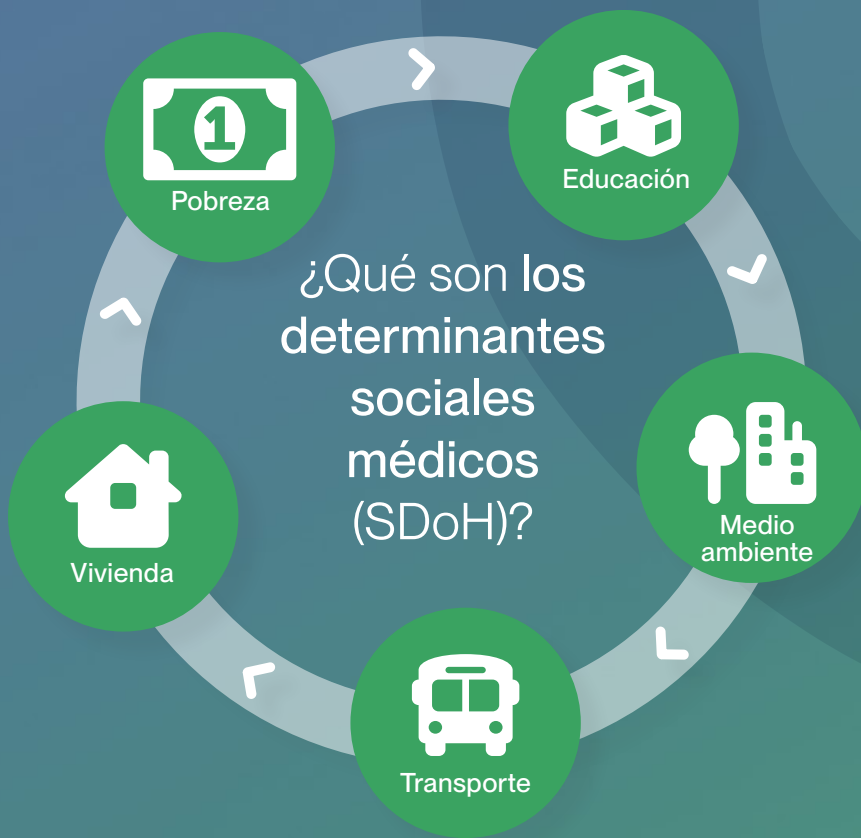 1
Pobreza
Educación
¿Qué son los
determinantes
sociales
médicos
(SDoH)?
Medio
ambiente
Vivienda
Transporte